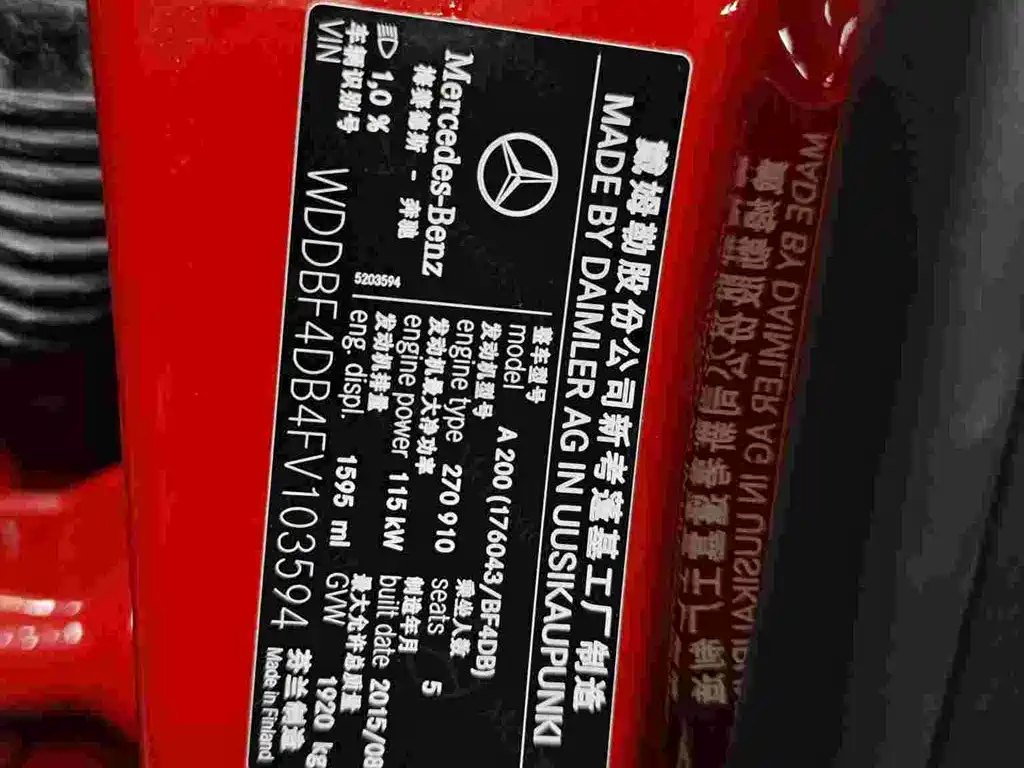 戴姆勒股份公司新考蓬基工厂制造
MADE BY DAIMLER AG IN UUSIKAUPUNKI
Mercedes-Benz
梅赛德斯 - 奔驰
1,0 %
5203594
整车型号
model A 200 (176043/BF4DB)
发动机型号 乘坐人数
engine type 270 910 seats 5
发动机最大净功率 制造年月
engine power 115 kW built date 2015/08
发动机排量 最大允许总质量
eng. displ. 1595 ml GVW 1920 kg
车辆识别号 芬兰制造
VIN WDDBF4DB4FV103594 Made in Finland